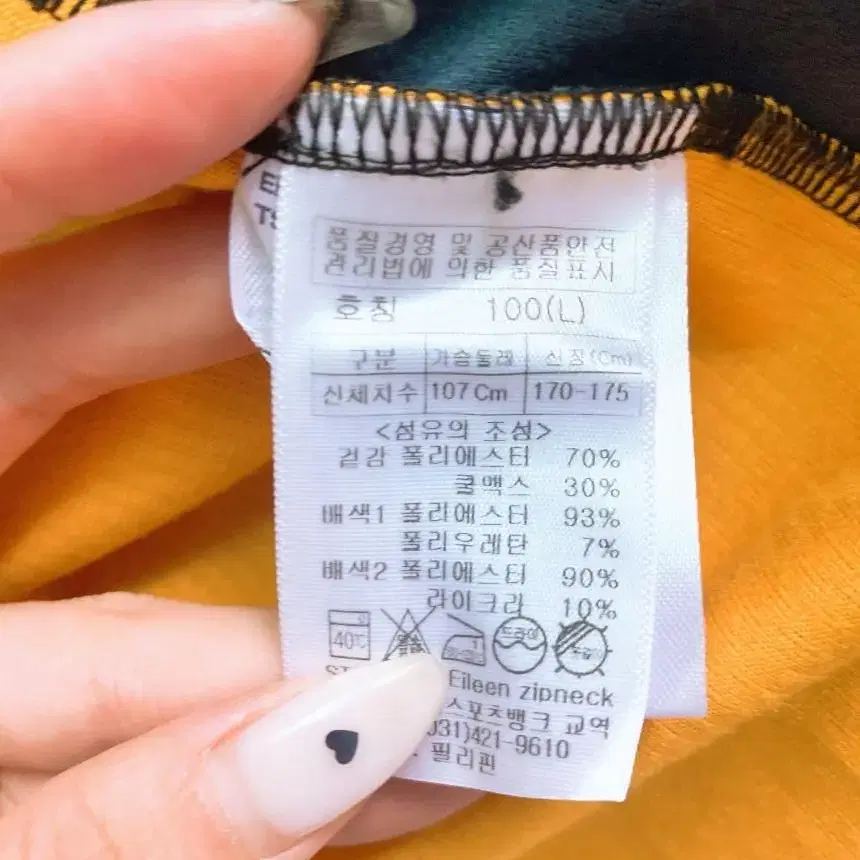 품질경영 및 공산품안전
관리법에 의한 품질표시
호칭 100(L)
구분 가슴둘레 신장(Cm)
신체치수 107Cm 170-175
<섬유의 조성>
겉감 폴리에스터 70%
쿨맥스 30%
배색1 폴리에스터 93%
폴리우레탄 7%
배색2 폴리에스터 90%
라이크라 10%
40℃ 드라이
Eileen zipneck
스포츠뱅크 교역
031)421-9610
필리핀